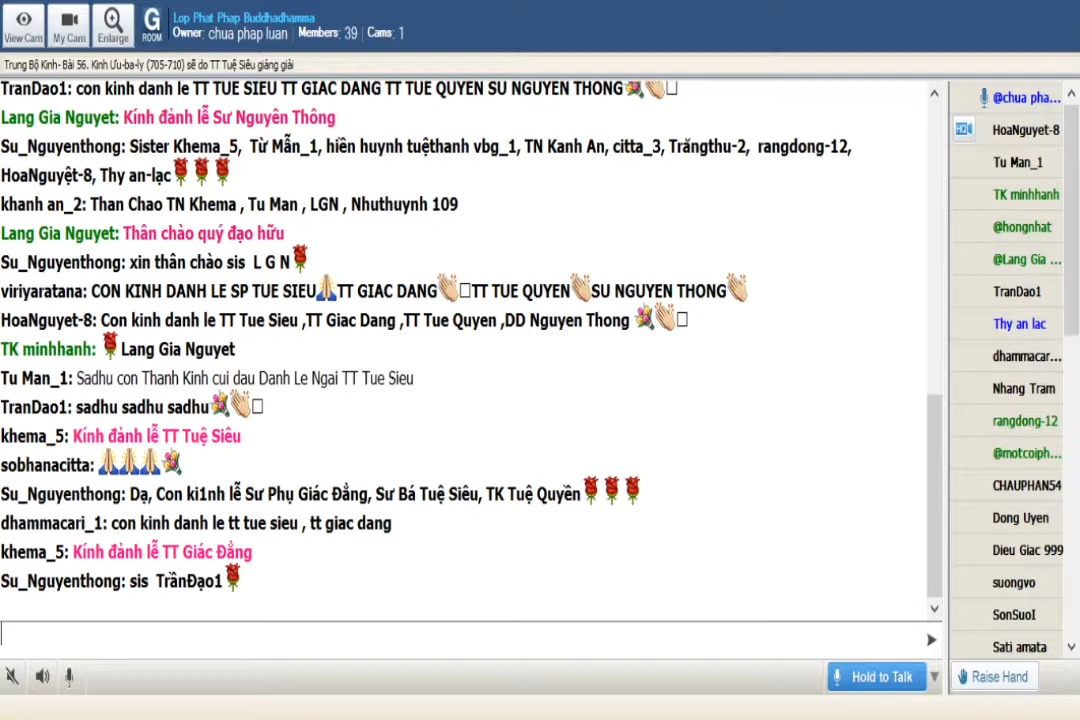 View Cam
My Cam
Enlarge
G
ROOM
Lop Phat Phap Buddhadhamma
Owner: chua phap luan | Members: 39 | Cams: 1
Trung Bộ Kinh- Bài 56. Kinh Ưu-ba-ly (705-710) sẽ do TT Tuệ Siêu giảng giải
TranDao1: con kinh danh le TT TUE SIEU TT GIAC DANG TT TUE QUYEN SU NGUYEN THONG💐👏□
Lang Gia Nguyet: Kính đảnh lễ Sư Nguyên Thông
Su_Nguyenthong: Sister Khema_5, Từ Mẫn_1, hiền huynh tuệthanh vbg_1, TN Kanh An, citta_3, Trăngthu-2, rangdong-12,
HoaNguyệt-8, Thy an-lạc🌹🌹🌹
khanh an_2: Than Chao TN Khema , Tu Man , LGN , Nhuthuynh 109
Lang Gia Nguyet: Thân chào quý đạo hữu
Su_Nguyenthong: xin thân chào sis L G N🌹
viriyaratana: CON KINH DANH LE SP TUE SIEU🙏TT GIAC DANG👏□TT TUE QUYEN👏SU NGUYEN THONG👏
HoaNguyet-8: Con kinh danh le TT Tue Sieu ,TT Giac Dang ,TT Tue Quyen ,DD Nguyen Thong 💐👏□
TK minhhanh: 🌹Lang Gia Nguyet
Tu Man_1: Sadhu con Thanh Kinh cui dau Danh Le Ngai TT Tue Sieu
TranDao1: sadhu sadhu sadhu💐👏□
khema_5: Kính đảnh lễ TT Tuệ Siêu
sobhanacitta: 🙏🙏🙏💐
Su_Nguyenthong: Dạ, Con ki1nh lễ Sư Phụ Giác Đẳng, Sư Bá Tuệ Siêu, TK Tuệ Quyền🌹🌹🌹
dhammacari_1: con kinh danh le tt tue sieu , tt giac dang
khema_5: Kính đảnh lễ TT Giác Đẳng
Su_Nguyenthong: sis TrầnĐạo1🌹
@chua pha...
HQ
HoaNguyet-8
Tu Man_1
TK minhhanh
@hongnhat
@Lang Gia ...
TranDao1
Thy an lac
dhammacar...
Nhang Tram
rangdong-12
@motcoiph...
CHAUPHAN54
Dong Uyen
Dieu Giac 999
suongvo
SonSuoI
Sati amata
Hold to Talk
Raise Hand